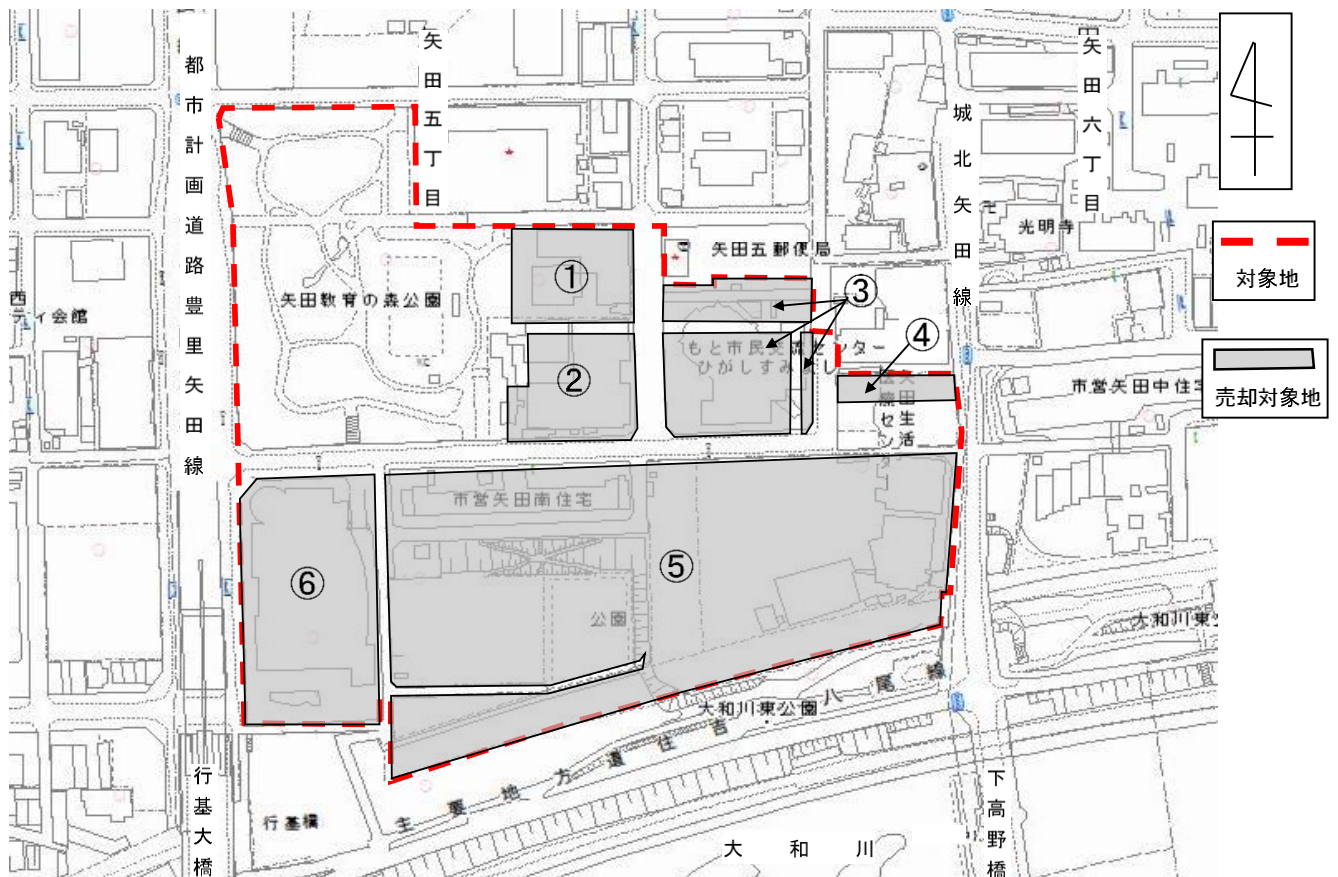 都市計画道路豊里矢田線
矢田五丁目
矢田六丁目
城北矢田線
光明寺
矢田五郵便局
対象地
①
③
矢田教育の森公園
西
ティ会館
④
もと市民交流センター
ひがしすみよし
売却対象地
②
市営矢田中住宅
市営矢田南住宅
⑤
⑥
公園
大和川東公
大和川東公園
主要地方道住吉八尾線
行基大橋
行基橋
下高野橋
大和川